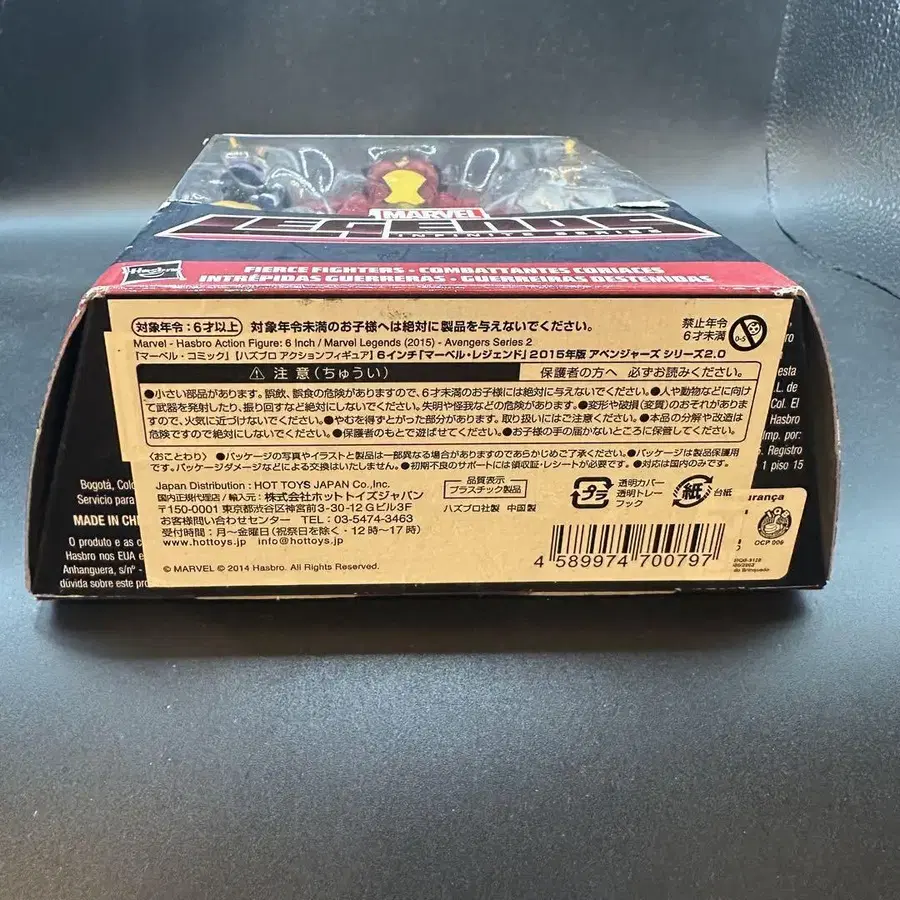 MARVEL
LEGENDS
INFINITE SERIES
Hasbro
FIERCE FIGHTERS • COMBATTANTES CORIACES
INTRÉPIDAS GUERRERAS • GUERREIRAS DESTEMIDAS
対象年令:6才以上 対象年令未満のお子様へは絶対に製品を与えないでください。
禁止年令
6才未満
0-5
Marvel - Hasbro Action Figure: 6 Inch / Marvel Legends (2015) - Avengers Series 2
「マーベル・コミック」【ハズブロ アクションフィギュア】6インチ「マーベル・レジェンド」2015年版 アベンジャーズ シリーズ2.0
⚠ 注意(ちゅうい) 保護者の方へ 必ずお読みください。
●小さい部品があります。誤飲、誤食の危険がありますので、6才未満のお子様には絶対に与えないでください。●人や動物などに向け
て武器を発射したり、振り回すなど絶対にしないでください。失明や怪我などの危険があります。●変形や破損(変質)のおそれがありま
すので、火気に近づけないでください。●やむを得ずとがった部分があります。取り扱いにはご注意ください。●本品の分解や改造は
危険ですので絶対にしないでください。●保護者のもとで遊ばせてください。●お子様の手の届かないところに保管してください。
(おことわり) ●パッケージの写真やイラストと製品は一部異なる場合がありますのであらかじめご了承ください。●パッケージは製品保護用
です。パッケージダメージなどによる交換はいたしません。●初期不良のサポートには領収証・レシートが必要です。●対応は国内のみです。
Japan Distribution : HOT TOYS JAPAN Co.,Inc.
国内正規代理店/輸入元:株式会社ホットトイズジャパン
〒150-0001 東京都渋谷区神宮前3-30-12 Gビル3F
お客様問い合わせセンター TEL. 03-5474-3463
受付時間:月〜金曜日(祝祭日を除く・12時〜17時)
www.hottoys.jp info@hottoys.jp
© MARVEL © 2014 Hasbro. All Rights Reserved.
品質表示
プラスチック製品
ハズブロ社製 中国製
プラ
透明カバー
透明トレー
フック
紙
台紙
4 589974 700797
Bogotá, Colo
Servicio para
MADE IN CHI
O produto e as c
Hasbro nos EUA e
Anhanguera, s/nº -
dúvida sobre este pro
esta
.L. de
Col. El
Hasbro
Imp. por:
Registro
1 piso 15
gurança
OCP 006